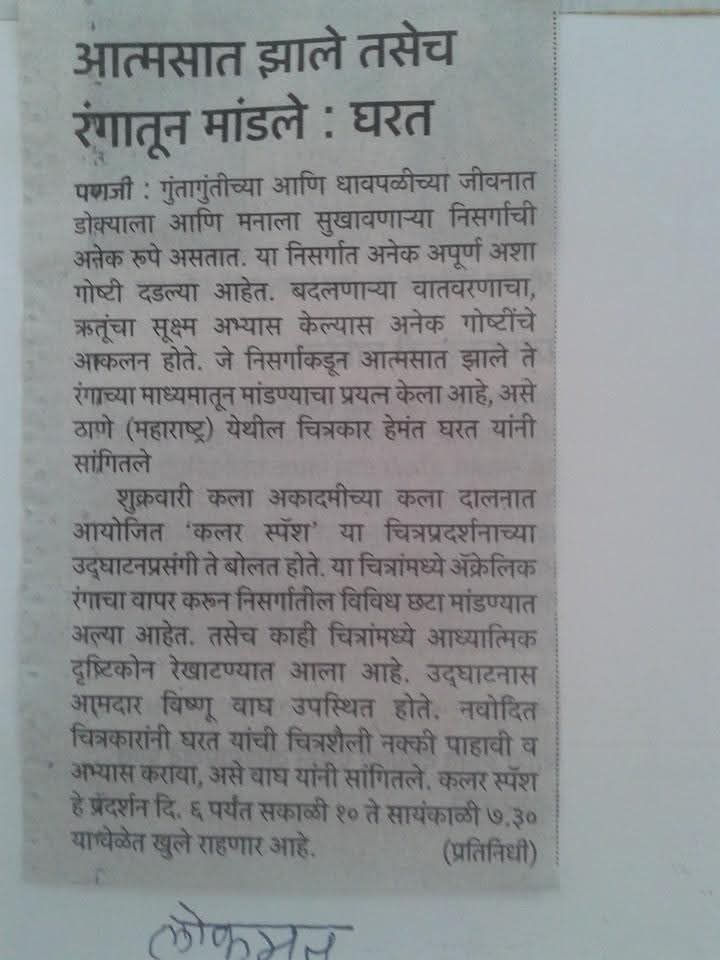 आत्मसात झाले तसेच
रंगातून मांडले : घरत
पणजी : गुंतागुंतीच्या आणि धावपळीच्या जीवनात
डोक्याला आणि मनाला सुखावणाऱ्या निसर्गाची
अनेक रूपे असतात. या निसर्गात अनेक अपूर्ण अशा
गोष्टी दडल्या आहेत. बदलणाऱ्या वातवरणाचा,
ऋतूंचा सूक्ष्म अभ्यास केल्यास अनेक गोष्टींचे
आकलन होते. जे निसर्गाकडून आत्मसात झाले ते
रंगाच्या माध्यमातून मांडण्याचा प्रयत्न केला आहे, असे
ठाणे (महाराष्ट्र) येथील चित्रकार हेमंत घरत यांनी
सांगितले
शुक्रवारी कला अकादमीच्या कला दालनात
आयोजित ‘कलर स्पॅश’ या चित्रप्रदर्शनाच्या
उद्‌घाटनप्रसंगी ते बोलत होते. या चित्रांमध्ये ॲक्रेलिक
रंगाचा वापर करून निसर्गातील विविध छटा मांडण्यात
अल्या आहेत. तसेच काही चित्रांमध्ये आध्यात्मिक
दृष्टिकोन रेखाटण्यात आला आहे. उद्‌घाटनास
आमदार विष्णू वाघ उपस्थित होते. नवोदित
चित्रकारांनी घरत यांची चित्रशैली नक्की पाहावी व
अभ्यास करावा, असे वाघ यांनी सांगितले. कलर स्पॅश
हे प्रदर्शन दि. ६ पर्यंत सकाळी १० ते सायंकाळी ७.३०
या वेळेत खुले राहणार आहे. (प्रतिनिधी)
लोकमत